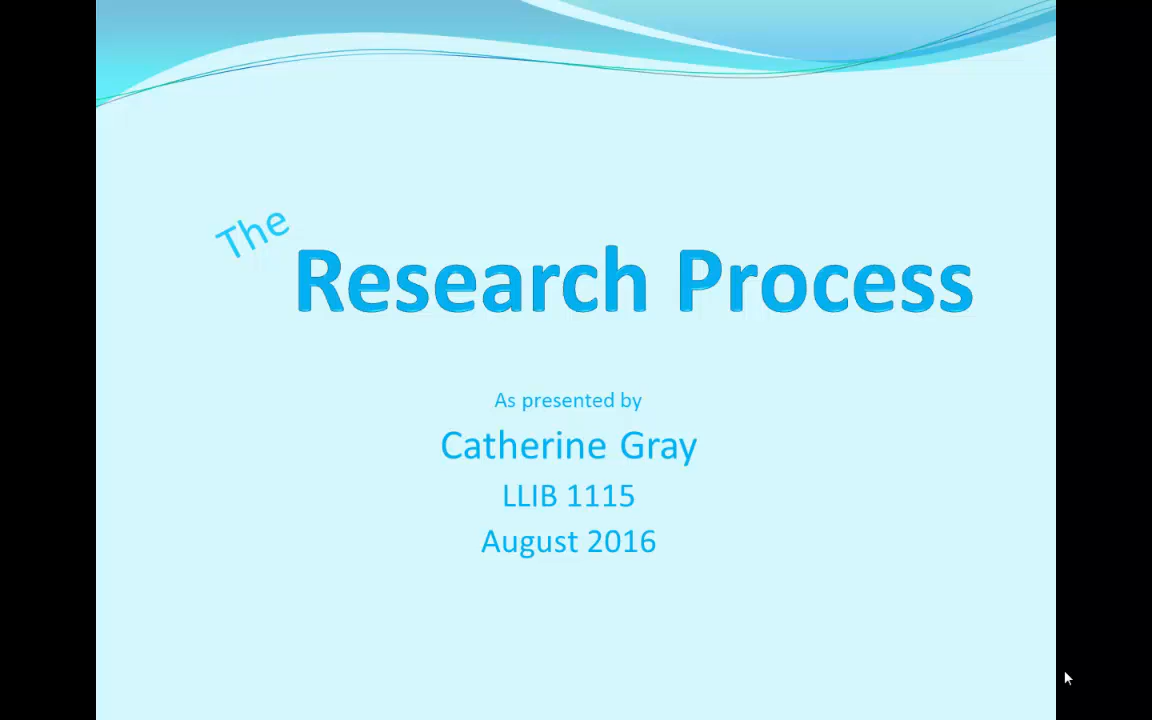 The
Research Process
As presented by
Catherine Gray
LLIB 1115
August 2016